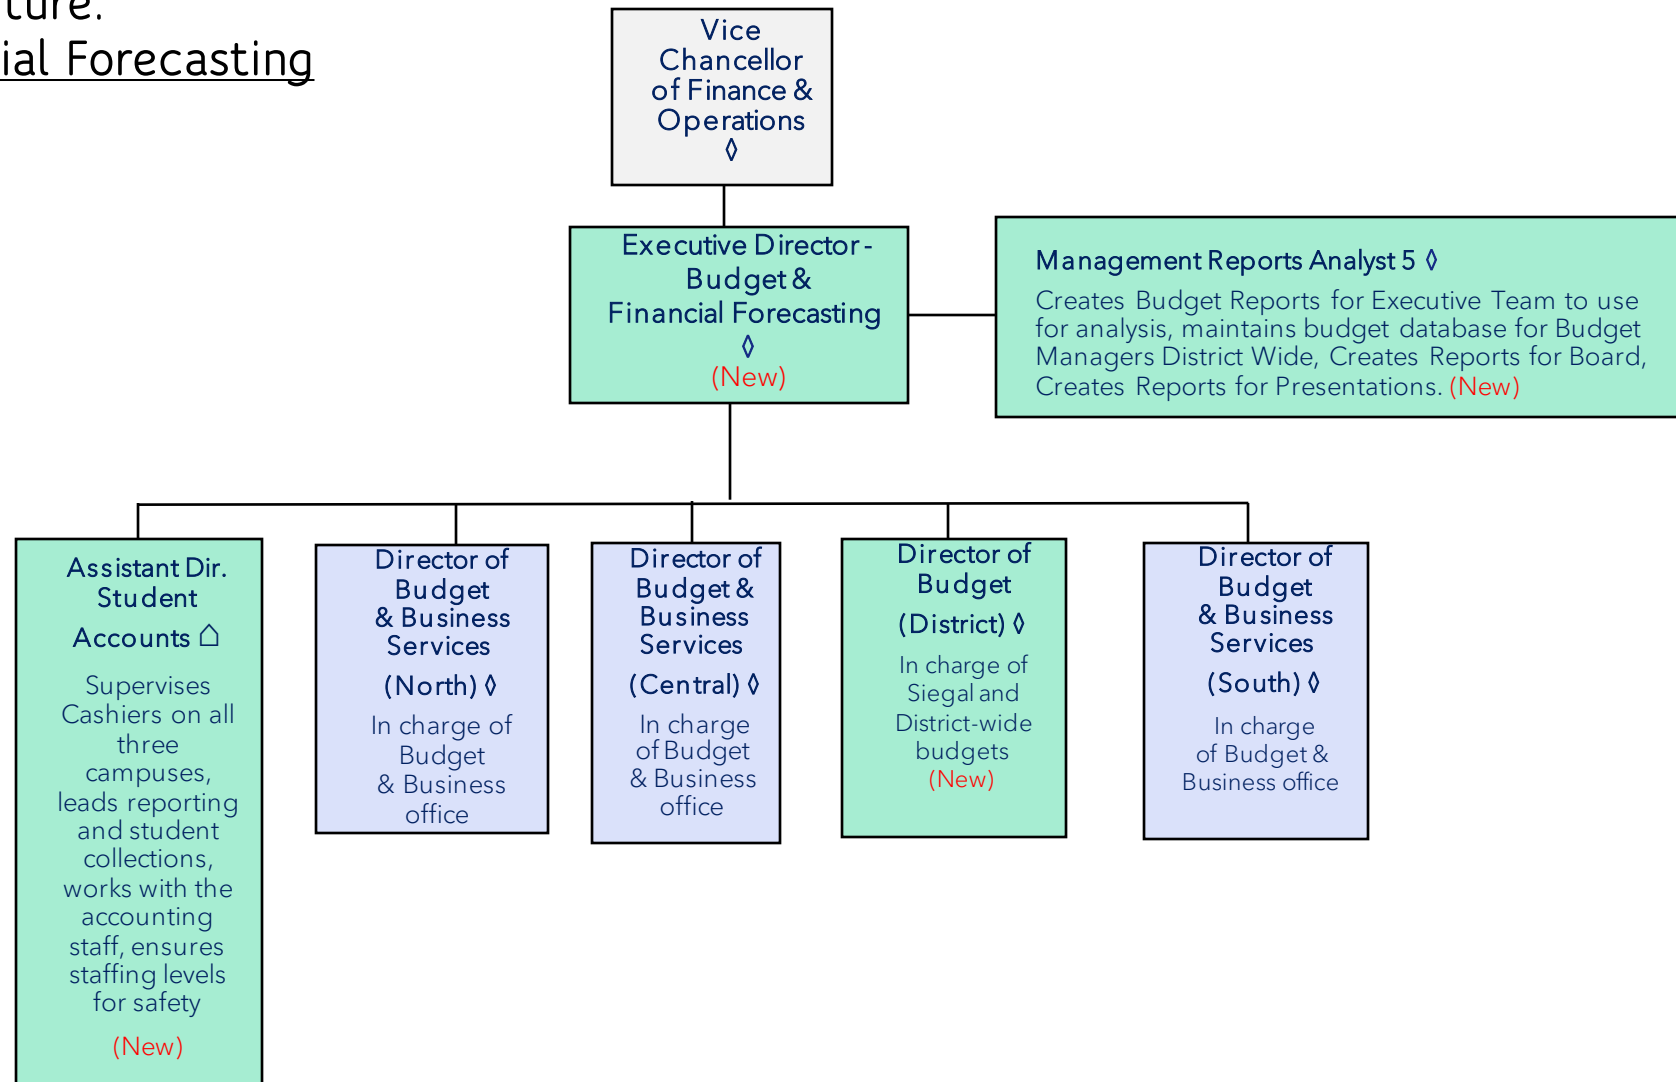 ture:
ial Forecasting
Vice
Chancellor
of Finance &
Operations
◊
Executive Director-
Budget &
Financial Forecasting
◊
(New)
Management Reports Analyst 5 ◊
Creates Budget Reports for Executive Team to use
for analysis, maintains budget database for Budget
Managers District Wide, Creates Reports for Board,
Creates Reports for Presentations. (New)
Assistant Dir.
Student
Accounts ⌂
Supervises
Cashiers on all
three
campuses,
leads reporting
and student
collections,
works with the
accounting
staff, ensures
staffing levels
for safety
(New)
Director of
Budget
& Business
Services
(North) ◊
In charge of
Budget
& Business
office
Director of
Budget &
Business
Services
(Central) ◊
In charge
of Budget
& Business
office
Director of
Budget
(District) ◊
In charge of
Siegal and
District-wide
budgets
(New)
Director of
Budget
& Business
Services
(South) ◊
In charge
of Budget &
Business office